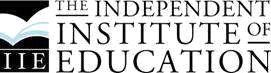 THE INDEPENDENT
INSTITUTE OF
EDUCATION
IIE